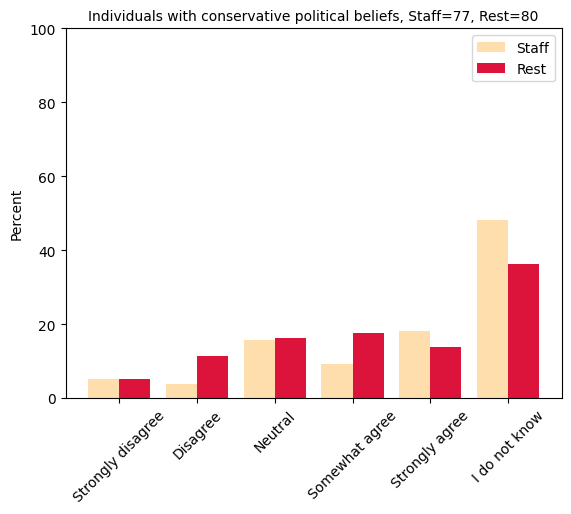 Individuals with conservative political beliefs, Staff=77, Rest=80
Staff
Rest
Percent
100
80
60
40
20
0
Strongly disagree
Disagree
Neutral
Somewhat agree
Strongly agree
I do not know